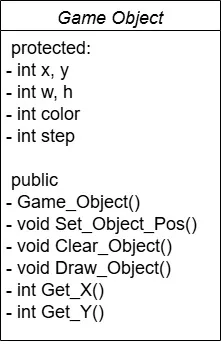 Game Object
protected:
- int x, y
- int w, h
- int color
- int step
public
- Game_Object()
- void Set_Object_Pos()
- void Clear_Object()
- void Draw_Object()
- int Get_X()
- int Get_Y()